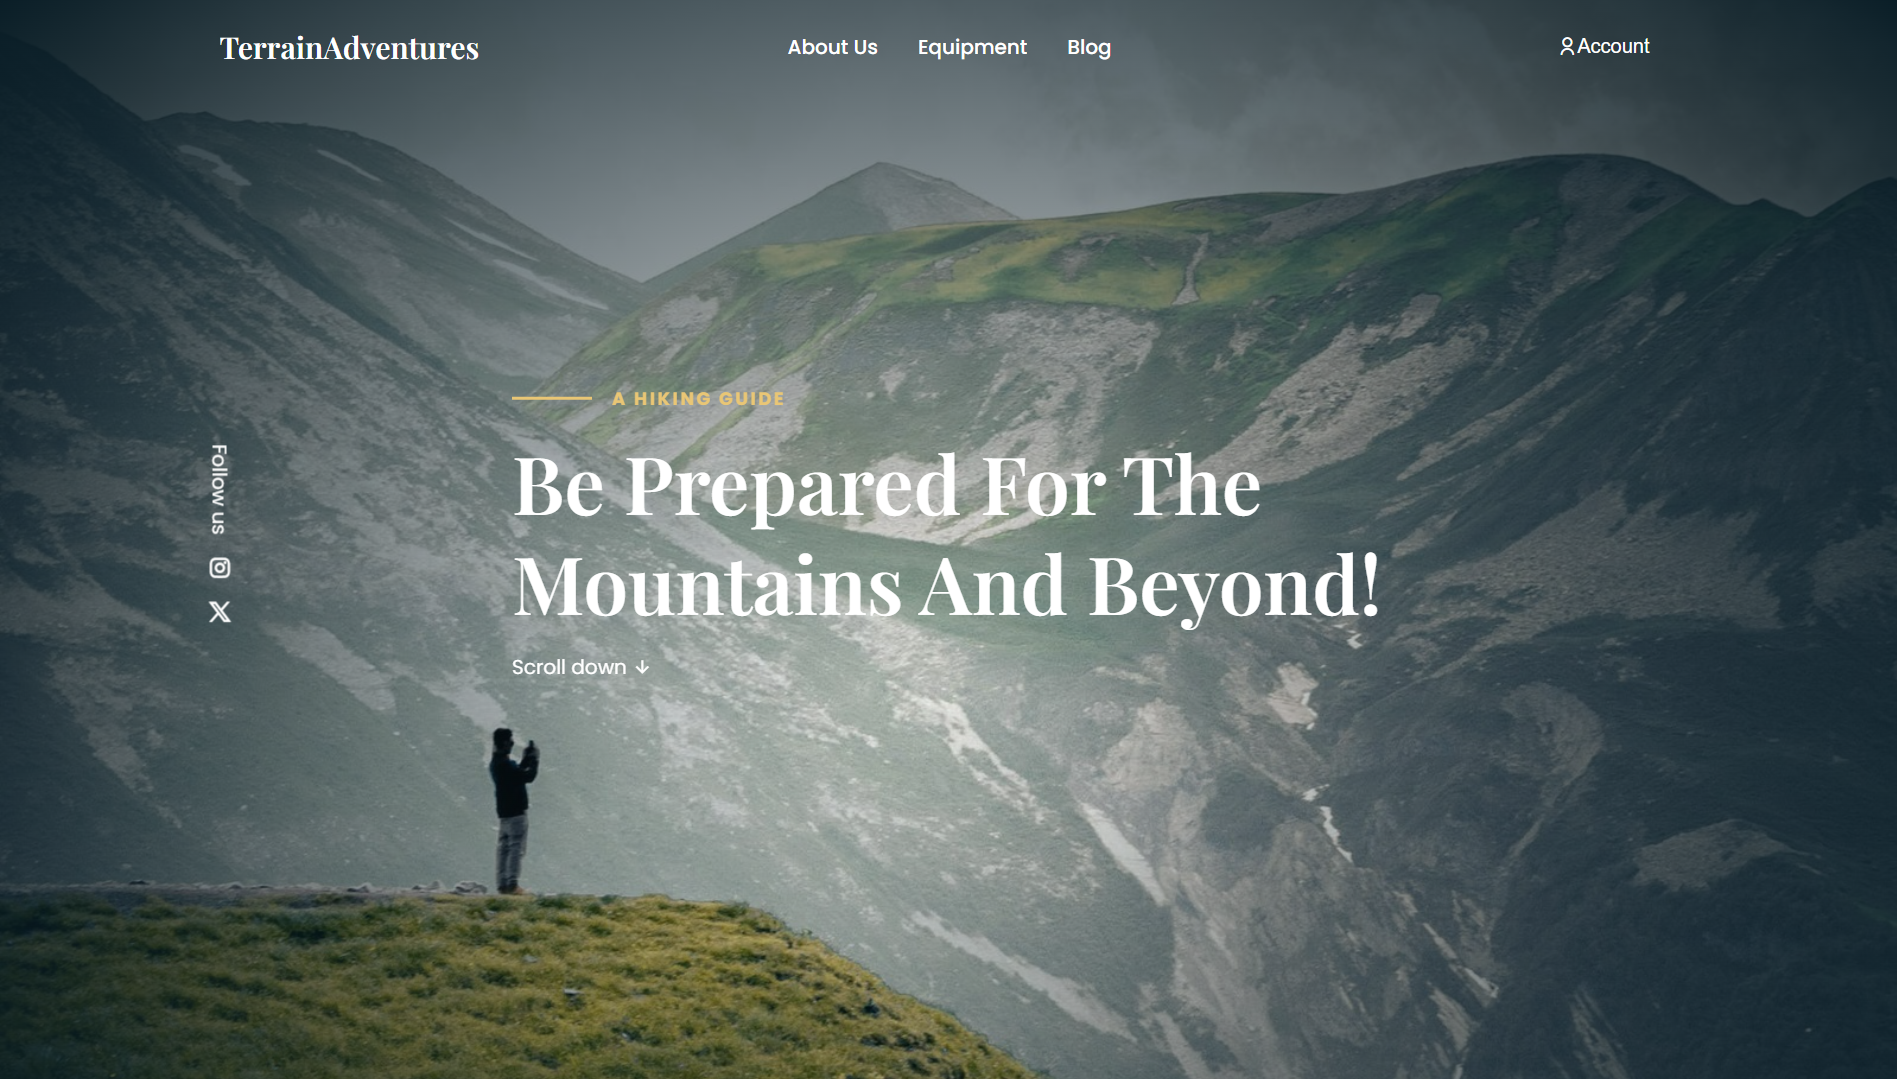 TerrainAdventures
About Us
Equipment
Blog
Account
A HIKING GUIDE
Be Prepared For The
Mountains And Beyond!
Scroll down ↓
Follow us